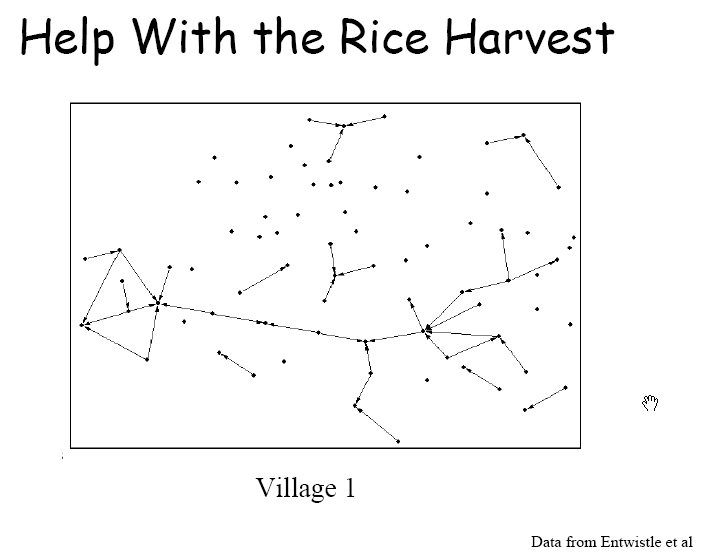 Help With the Rice Harvest
Village 1
Data from Entwistle et al